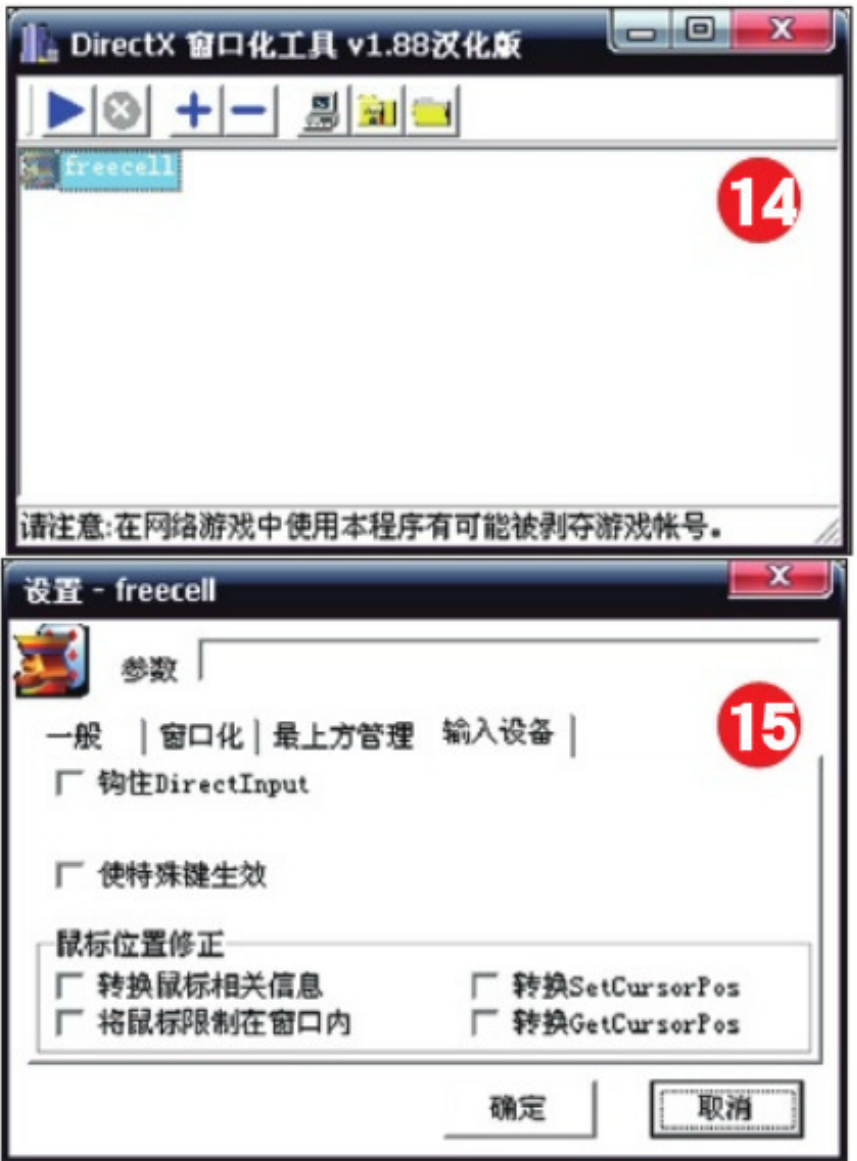 DirectX 窗口化工具 v1.88汉化版
freecell
14
请注意:在网络游戏中使用本程序有可能被剥夺游戏帐号。
设置 - freecell
参数
15
一般 窗口化 最上方管理 输入设备
钩住DirectInput
使特殊键生效
鼠标位置修正
转换鼠标相关信息 转换SetCursorPos
将鼠标限制在窗口内 转换GetCursorPos
确定 取消